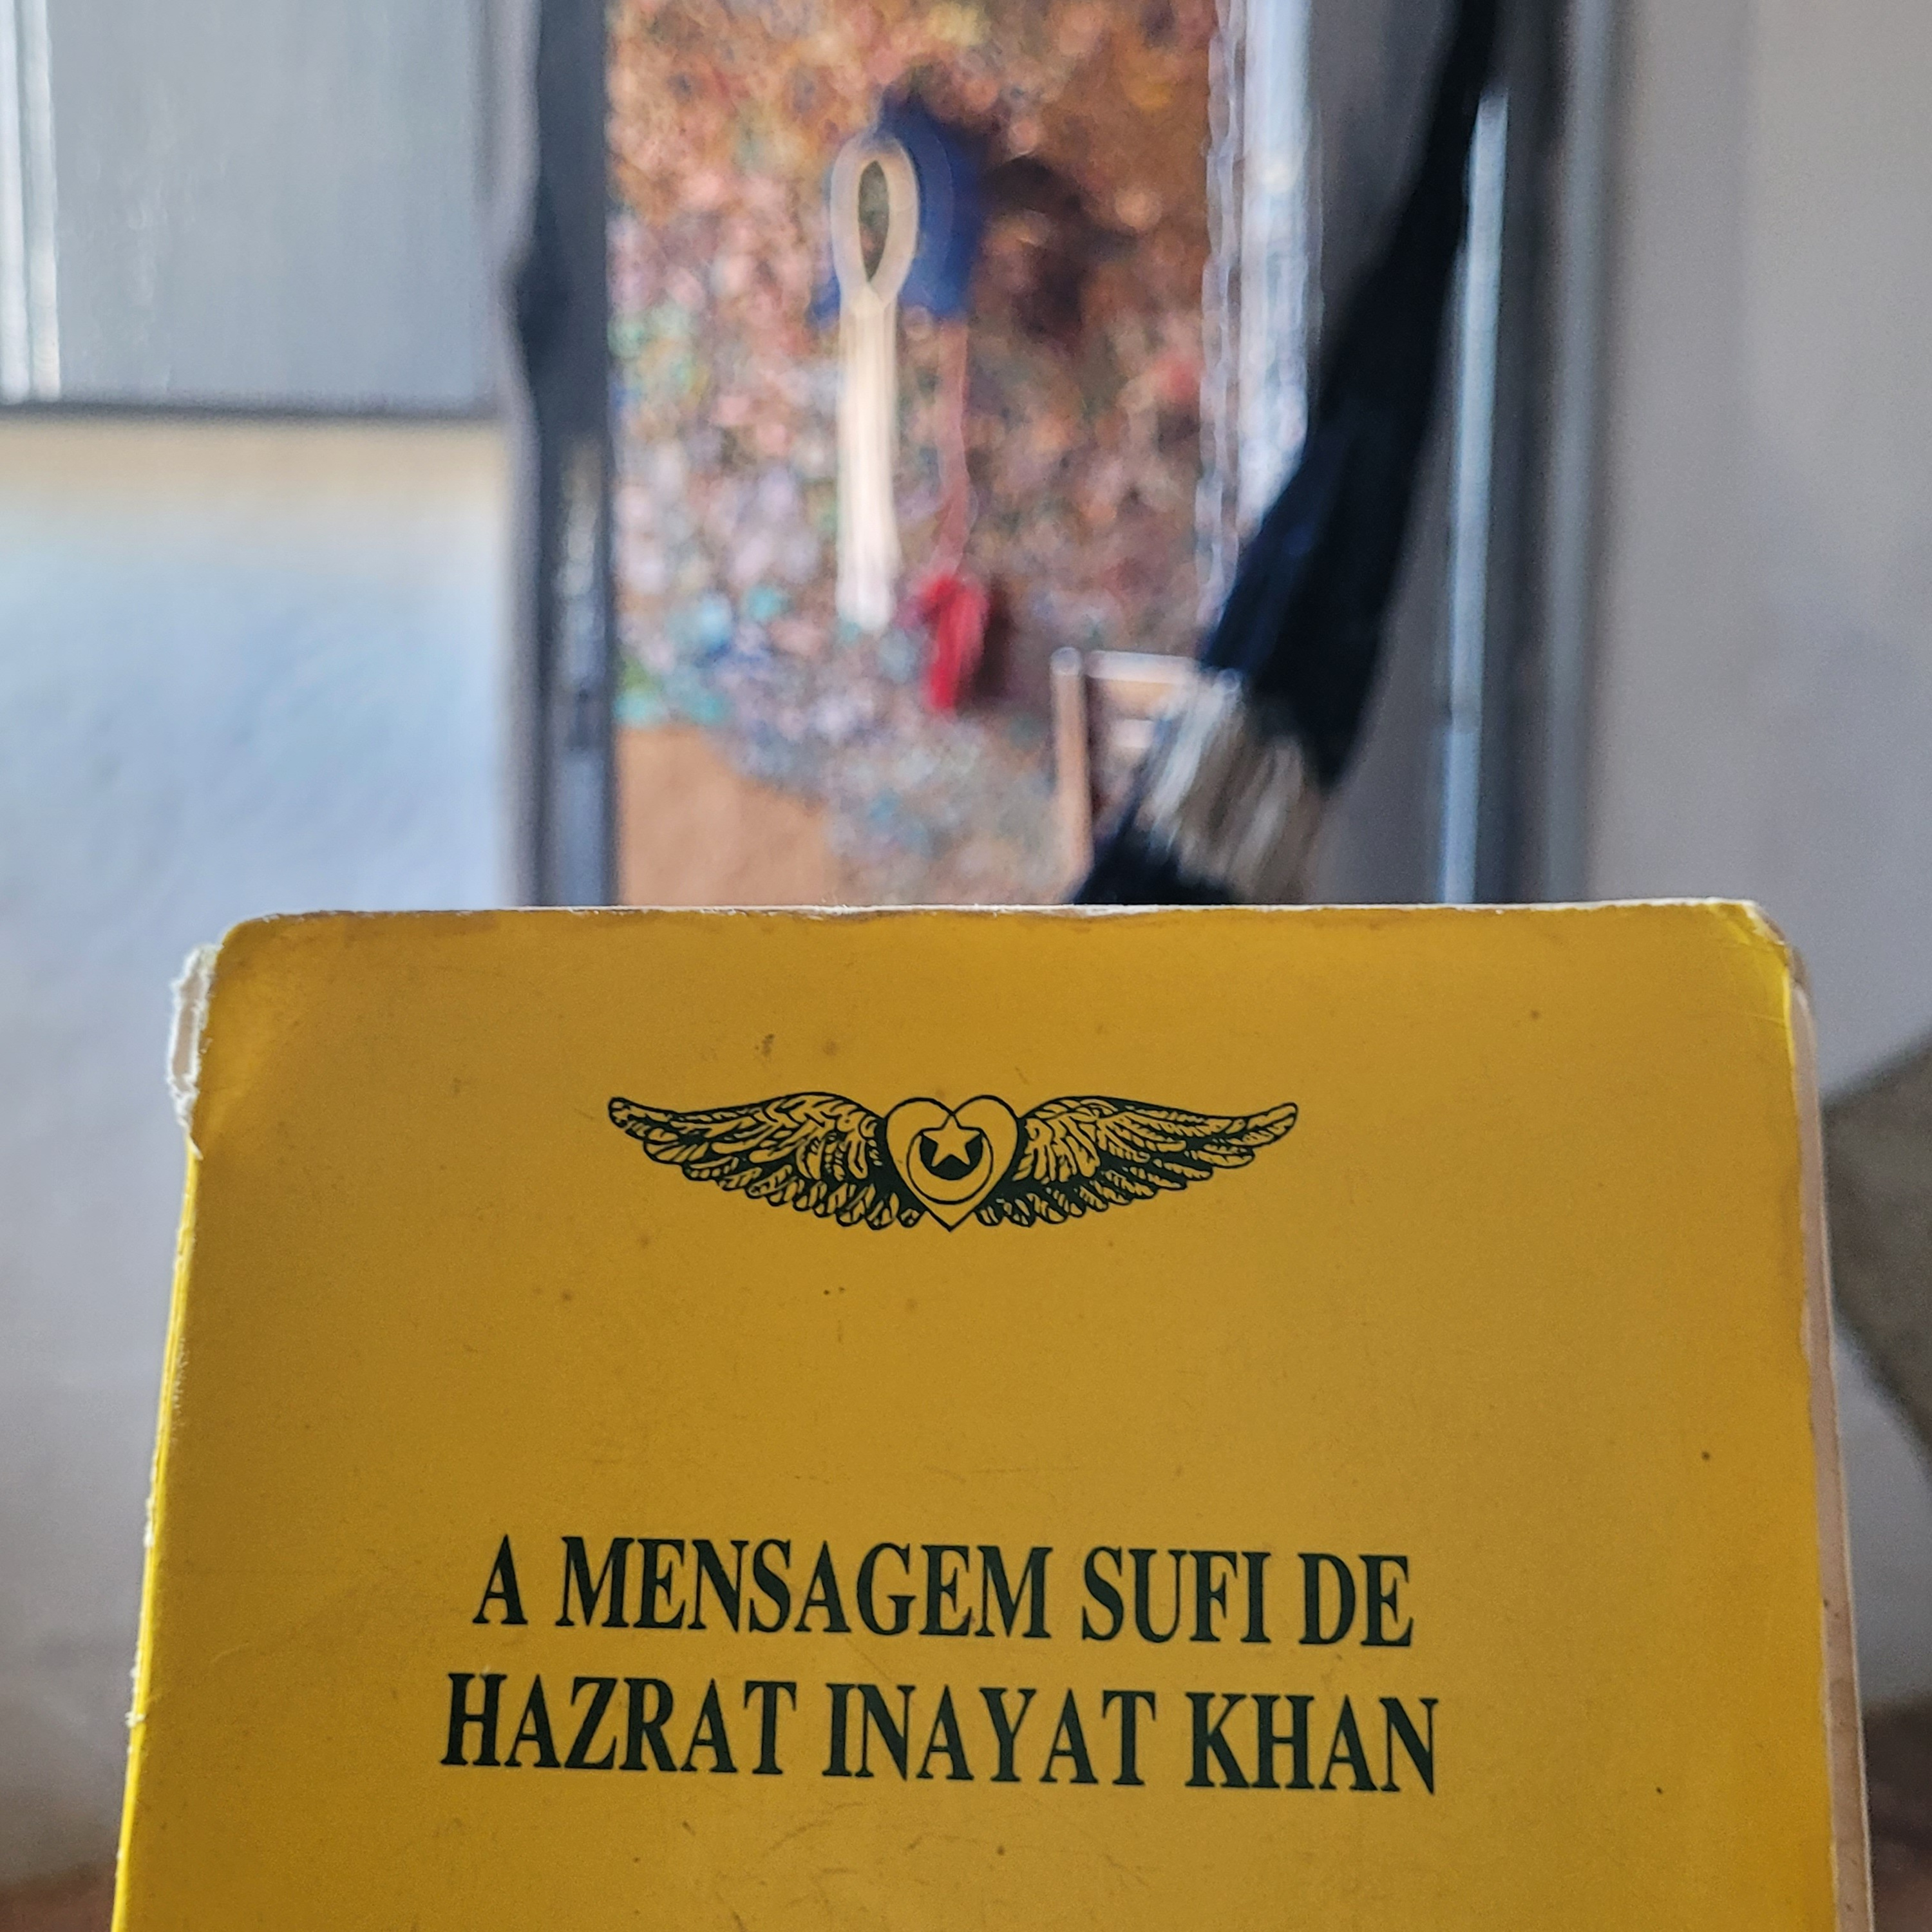 A MENSAGEM SUFI DE
HAZRAT INAYAT KHAN